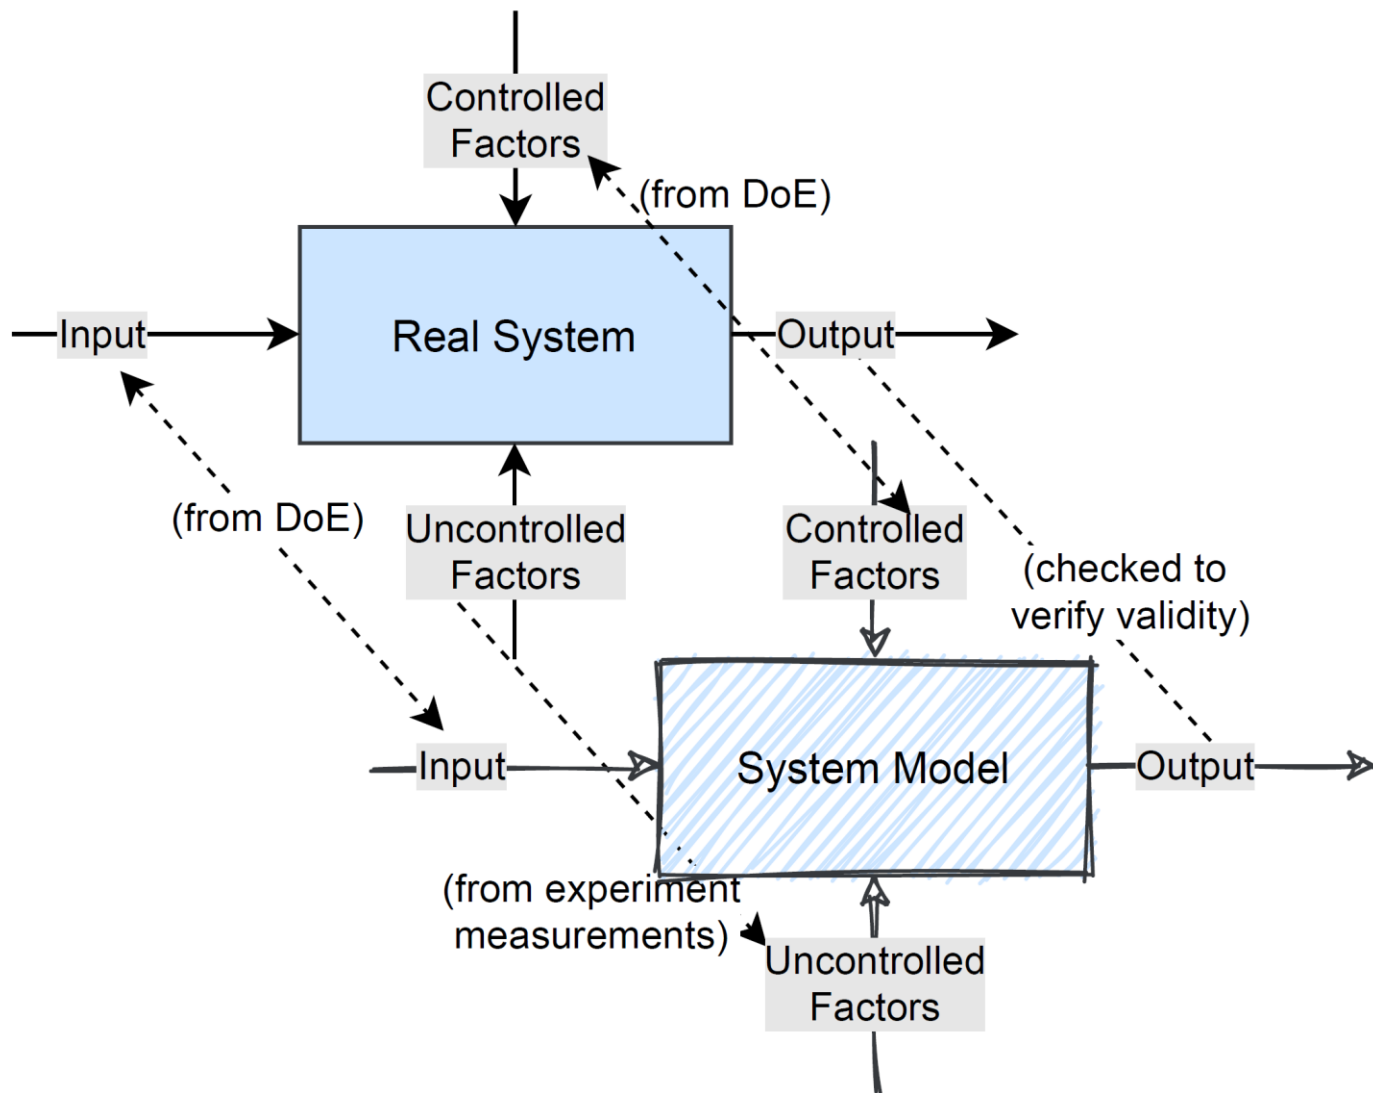 Controlled
Factors
(from DoE)
Input
Real System
Output
(from DoE)
Uncontrolled
Factors
Controlled
Factors
(checked to
verify validity)
Input
System Model
Output
(from experiment
measurements)
Uncontrolled
Factors